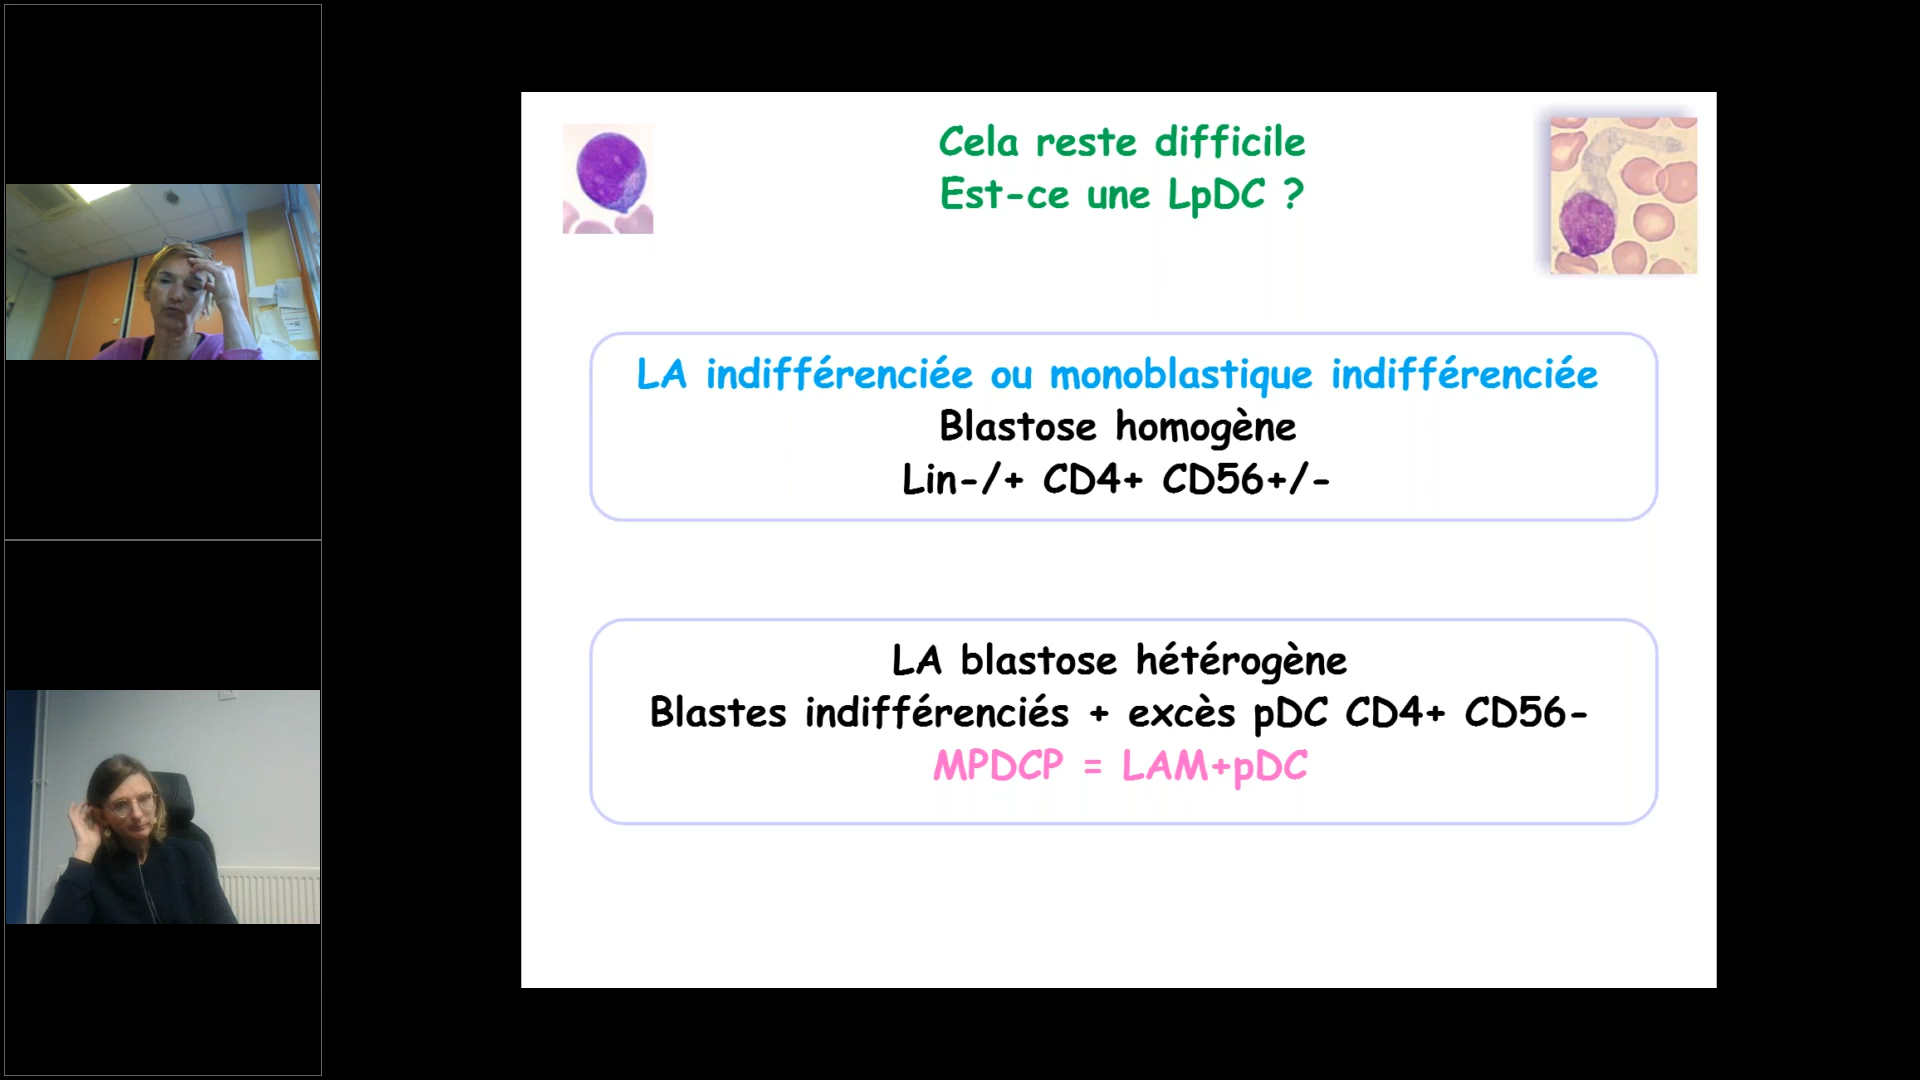 Cela reste difficile
Est-ce une LpDC ?
LA indifférenciée ou monoblastique indifférenciée
Blastose homogène
Lin-/+ CD4+ CD56+/-
LA blastose hétérogène
Blastes indifférenciés + excès pDC CD4+ CD56-
MPDCP = LAM+pDC